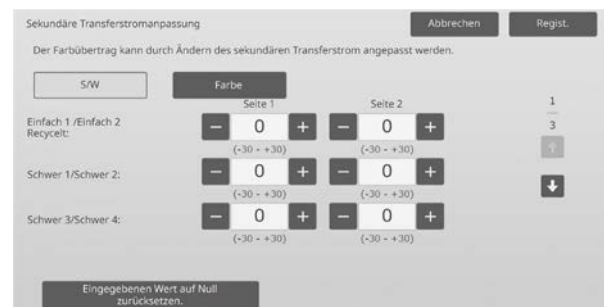 Sekundäre Transferstromanpassung
Abbrechen
Regist.
Der Farbübertrag kann durch Ändern des sekundären Transferstrom angepasst werden.
S/W
Farbe
Seite 1 Seite 2
Einfach 1 /Einfach 2
Recycelt:
− 0 + − 0 +
(-30 - +30) (-30 - +30)
Schwer 1/Schwer 2:
− 0 + − 0 +
(-30 - +30) (-30 - +30)
Schwer 3/Schwer 4:
− 0 + − 0 +
(-30 - +30) (-30 - +30)
1
3
Eingegebenen Wert auf Null
zurücksetzen.